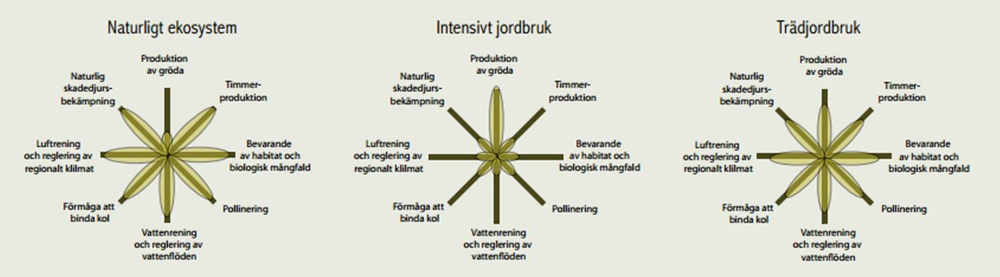 Naturligt ekosystem
Produktion
av gröda
Naturlig
skadedjurs-
bekämpning
Timmer-
produktion
Luftrening
och reglering av
regionalt klilmat
Bevarande
av habitat och
biologisk mångfald
Förmåga att
binda kol
Pollinering
Vattenrening
och reglering av
vattenflöden
Intensivt jordbruk
Produktion
av gröda
Naturlig
skadedjurs-
bekämpning
Timmer-
produktion
Luftrening
och reglering av
regionalt klilmat
Bevarande
av habitat och
biologisk mångfald
Förmåga att
binda kol
Pollinering
Vattenrening
och reglering av
vattenflöden
Trädjordbruk
Produktion
av gröda
Naturlig
skadedjurs-
bekämpning
Timmer-
produktion
Luftrening
och reglering av
regionalt klilmat
Bevarande
av habitat och
biologisk mångfald
Förmåga att
binda kol
Pollinering
Vattenrening
och reglering av
vattenflöden